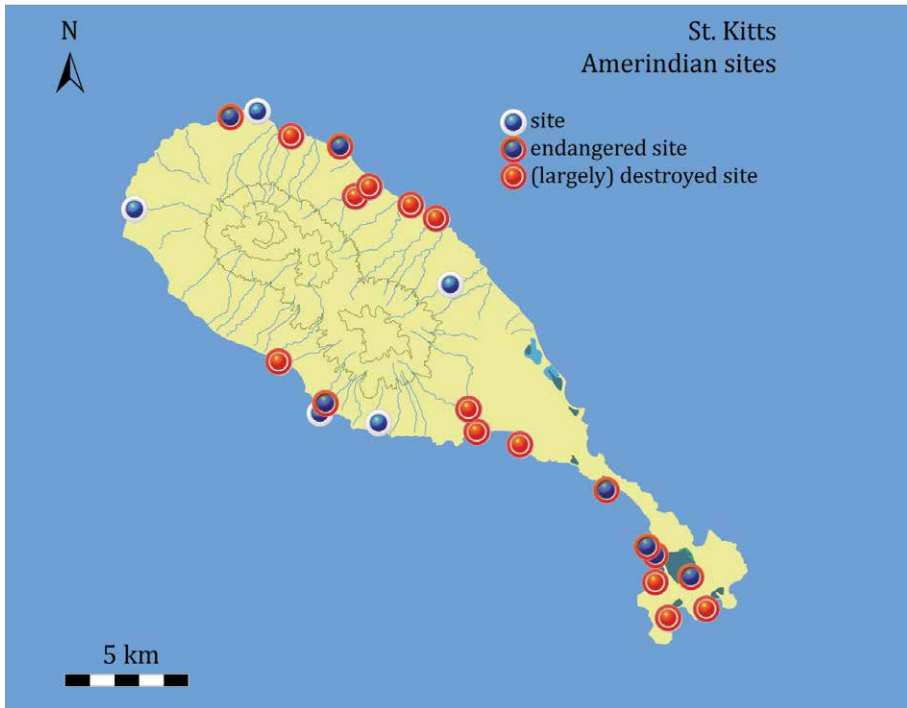 N
St. Kitts
Amerindian sites
site
endangered site
(largely) destroyed site
5 km